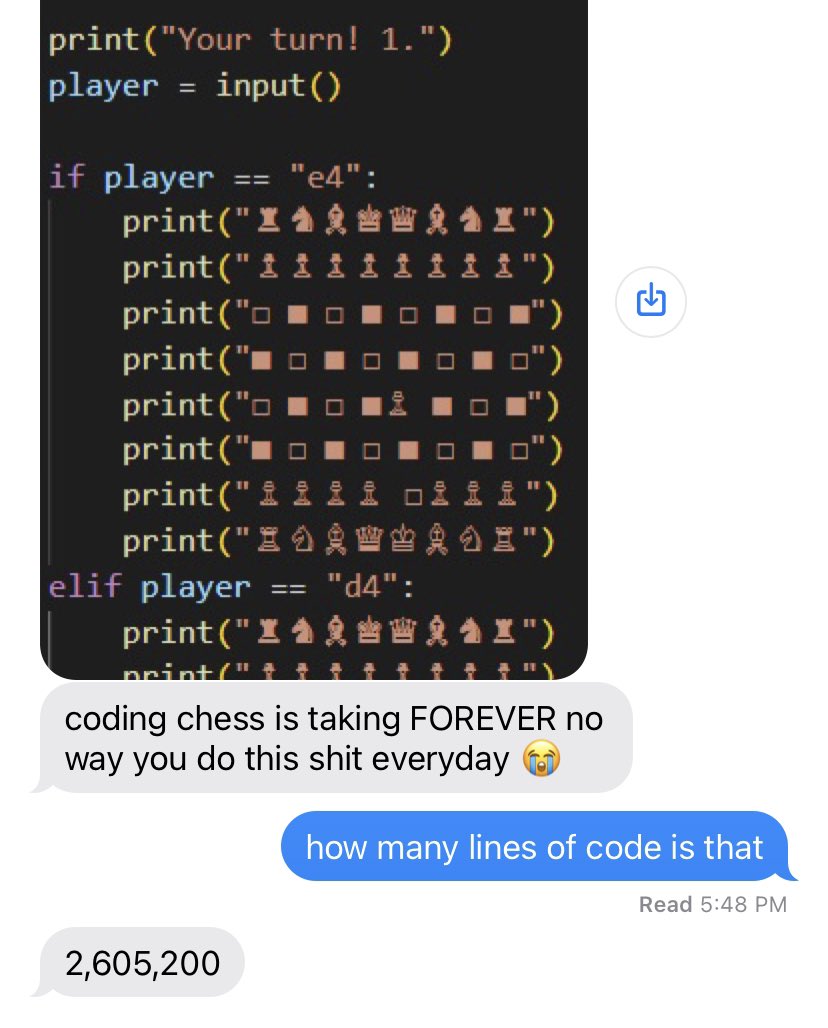 print("Your turn! 1.")
player = input()
if player == "e4":
print("♜♞♝♚♛♝♞♜")
print("♙♙♙♙♙♙♙♙")
print("□ ■ □ ■ □ ■ □ ■")
print("■ □ ■ □ ■ □ ■ □")
print("□ ■ □ ■♙ ■ □ ■")
print("■ □ ■ □ ■ □ ■ □")
print("♙♙♙♙ □♙♙♙")
print("♖♘♗♕♔♗♘♖")
elif player == "d4":
print("♜♞♝♚♛♝♞♜")
print("♙♙♙♙♙♙♙♙")
coding chess is taking FOREVER no
way you do this shit everyday 😭
how many lines of code is that
Read 5:48 PM
2,605,200